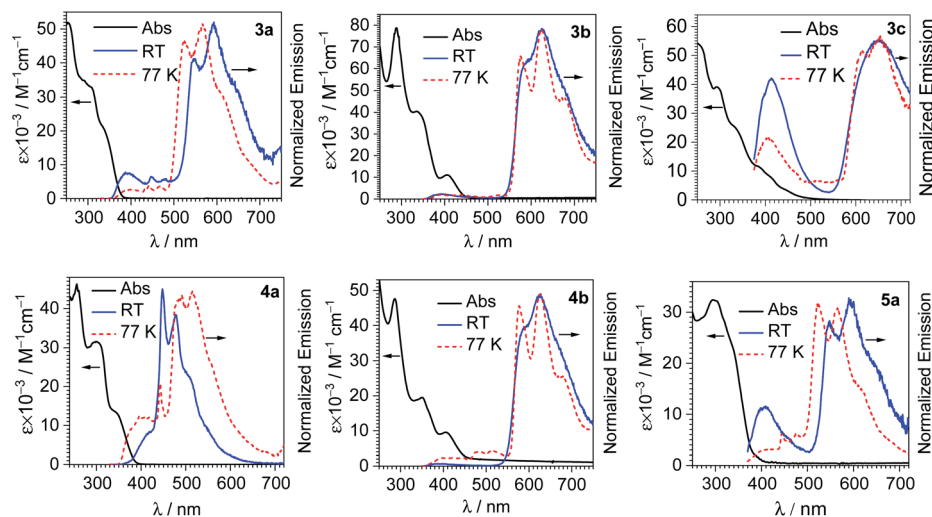 3a
Abs
RT
77 K
50
40
30
20
10
0
300 400 500 600 700
λ / nm
ε×10⁻³ / M⁻¹cm⁻¹
Normalized Emission
3b
Abs
RT
77 K
90
80
70
60
50
40
30
20
10
0
300 400 500 600 700
λ / nm
ε×10⁻³ / M⁻¹cm⁻¹
Normalized Emission
3c
Abs
RT
77 K
60
40
20
0
300 400 500 600 700
λ / nm
ε×10⁻³ / M⁻¹cm⁻¹
Normalized Emission
4a
Abs
RT
77 K
40
30
20
10
0
300 400 500 600 700
λ / nm
ε×10⁻³ / M⁻¹cm⁻¹
Normalized Emission
4b
Abs
RT
77 K
50
40
30
20
10
0
300 400 500 600 700
λ / nm
ε×10⁻³ / M⁻¹cm⁻¹
Normalized Emission
5a
Abs
RT
77 K
30
20
10
0
300 400 500 600 700
λ / nm
ε×10⁻³ / M⁻¹cm⁻¹
Normalized Emission